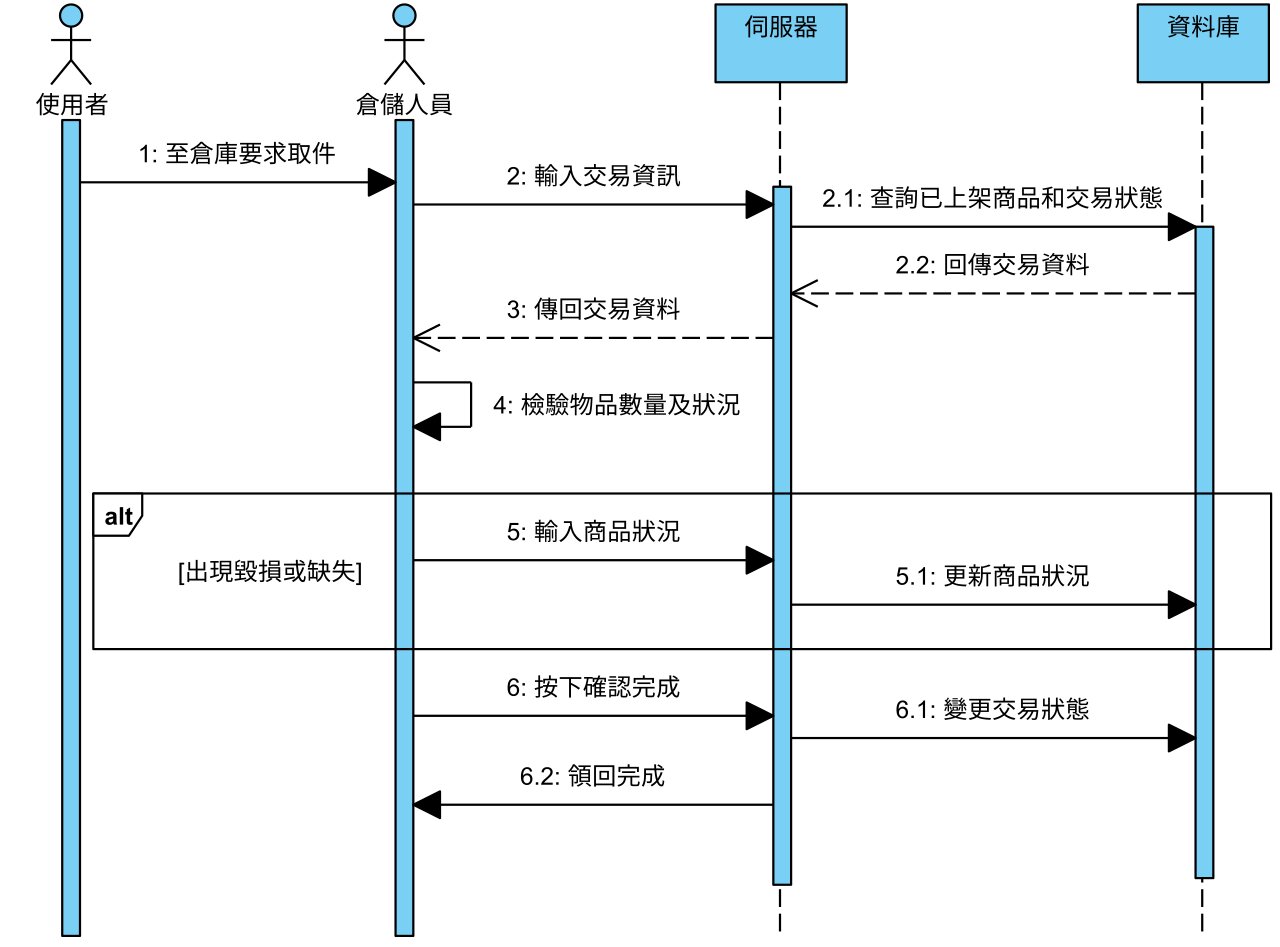 使用者
倉儲人員
伺服器
資料庫
1: 至倉庫要求取件
2: 輸入交易資訊
2.1: 查詢已上架商品和交易狀態
2.2: 回傳交易資料
3: 傳回交易資料
4: 檢驗物品數量及狀況
alt
[出現毀損或缺失]
5: 輸入商品狀況
5.1: 更新商品狀況
6: 按下確認完成
6.1: 變更交易狀態
6.2: 領回完成